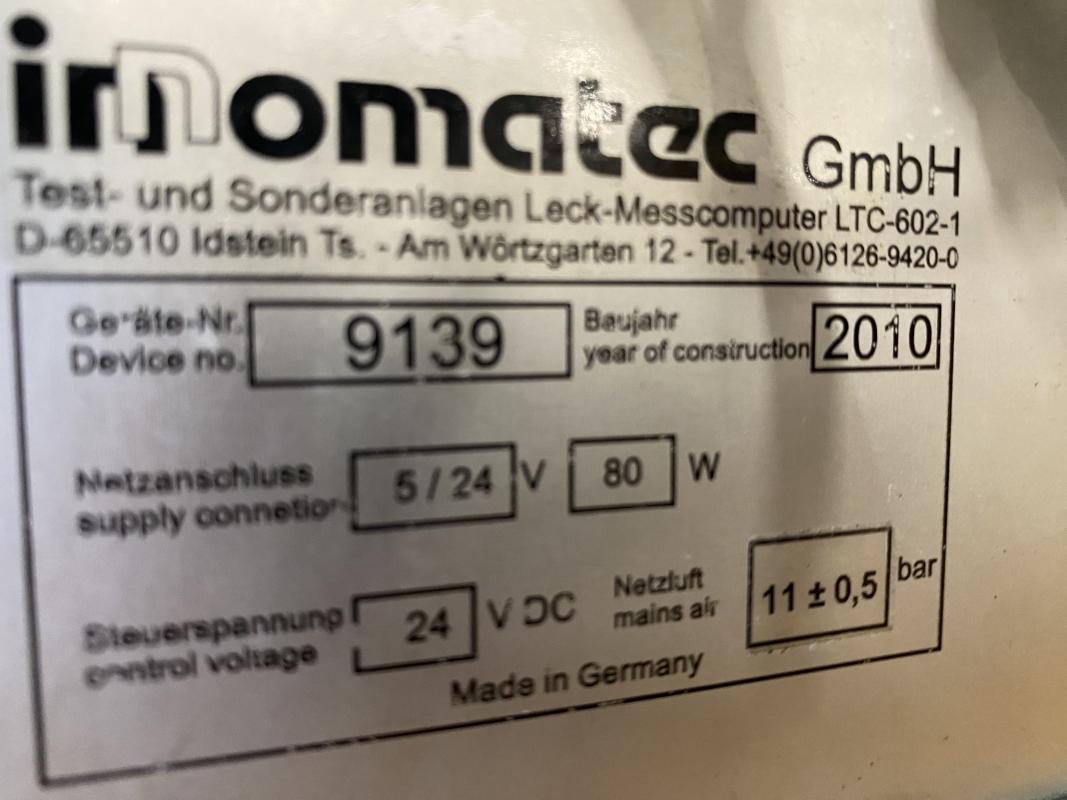 innomatec GmbH
Test- und Sonderanlagen Leck-Messcomputer LTC-602-1
D-65510 Idstein Ts. - Am Wörtzgarten 12 - Tel.+49(0)6126-9420-0
Geräte-Nr. 9139 Baujahr 2010
Device no. year of construction
Netzanschluss 5 / 24 V 80 W
supply connetion
Steuerspannung 24 V DC Netzluft 11 ± 0,5 bar
control voltage mains air
Made in Germany